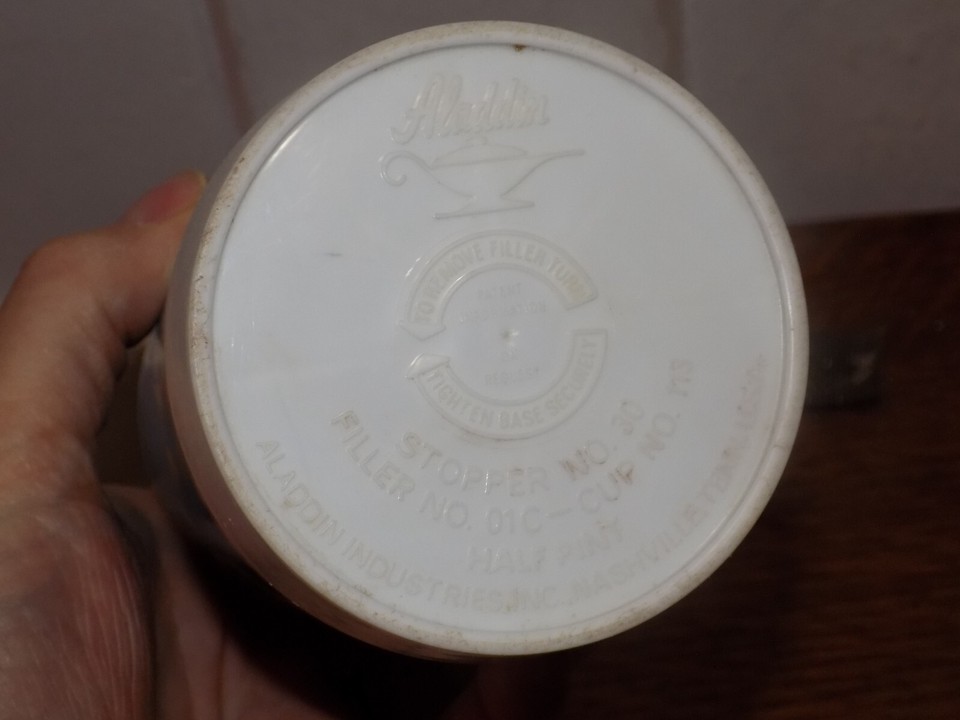 Aladdin
TO REMOVE FILLER TUBE
PATENT
TIGHTEN BASE SECURELY
STOPPER NO. 30
FILLER NO. 01C-CUP NO. 113
HALF PINT
ALADDIN INDUSTRIES, INC., NASHVILLE,